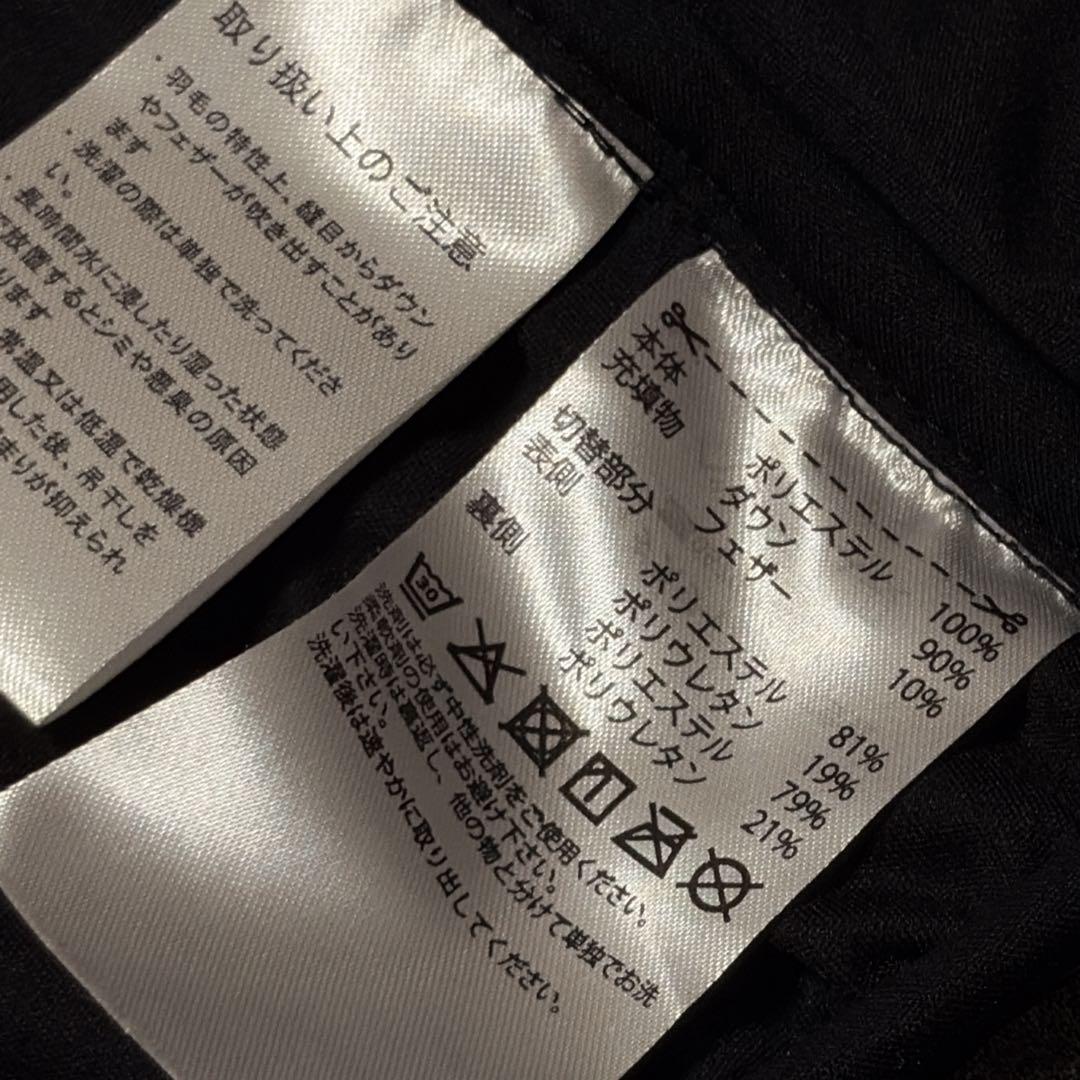 取り扱い上のご注意
・羽毛の特性上、縫目からダウン
やフェザーが吹き出すことがあり
ます
・洗濯の際は単独で洗ってくださ
い。
・長時間水に浸したり湿った状態
放置するとシミや悪臭の原因
ります
常温又は低温で乾燥機
用した後、吊干しを
まりが抑えられ
本体 ポリエステル 100%
充填物 ダウン 90%
フェザー 10%
切替部分
表側 ポリエステル 81%
ポリウレタン 19%
裏側 ポリエステル 79%
ポリウレタン 21%
30
洗剤は必ず中性洗剤をご使用ください。
柔軟剤の使用はお避け下さい。
洗濯時は裏返し、他の物と分けて単独でお洗
い下さい。
洗濯後は速やかに取り出してください。